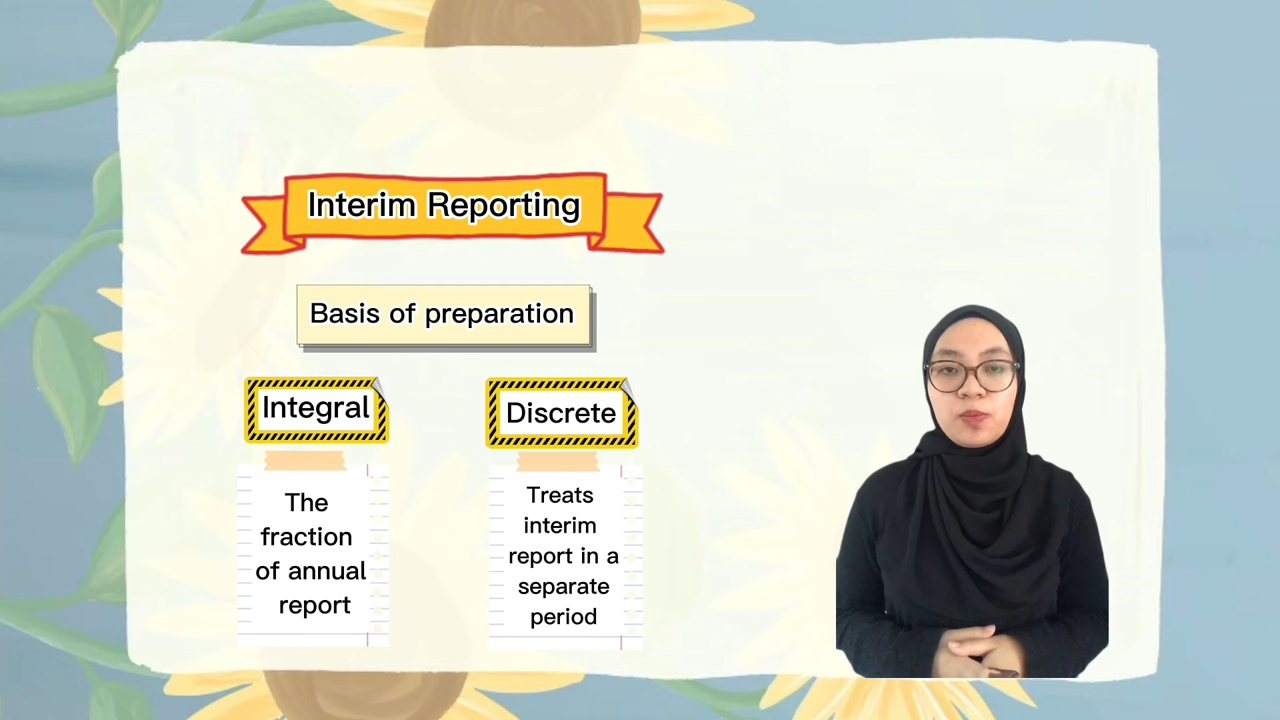 Interim Reporting
Basis of preparation
Integral
The
fraction
of annual
report
Discrete
Treats
interim
report in a
separate
period